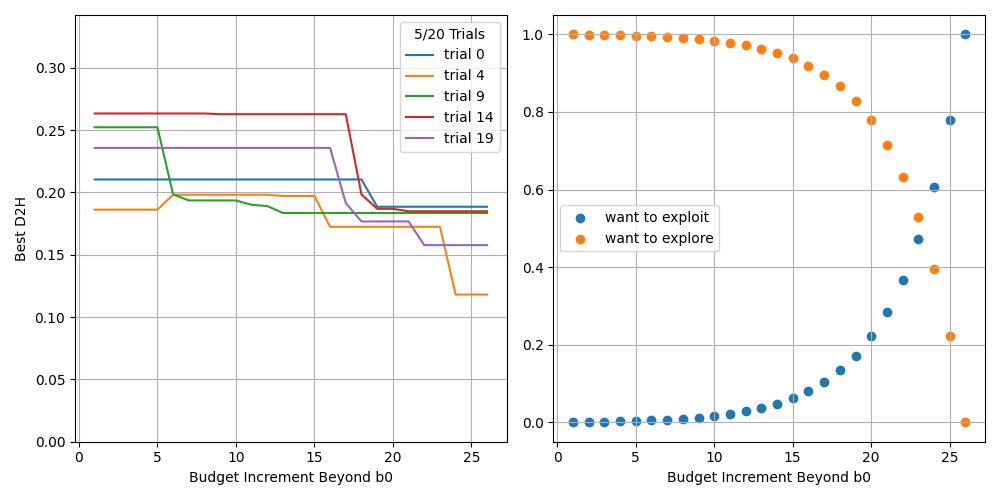 5/20 Trials
trial 0
trial 4
trial 9
trial 14
trial 19
Best D2H
0.30
0.25
0.20
0.15
0.10
0.05
0.00
0 5 10 15 20 25
Budget Increment Beyond b0
want to exploit
want to explore
1.0
0.8
0.6
0.4
0.2
0.0
0 5 10 15 20 25
Budget Increment Beyond b0